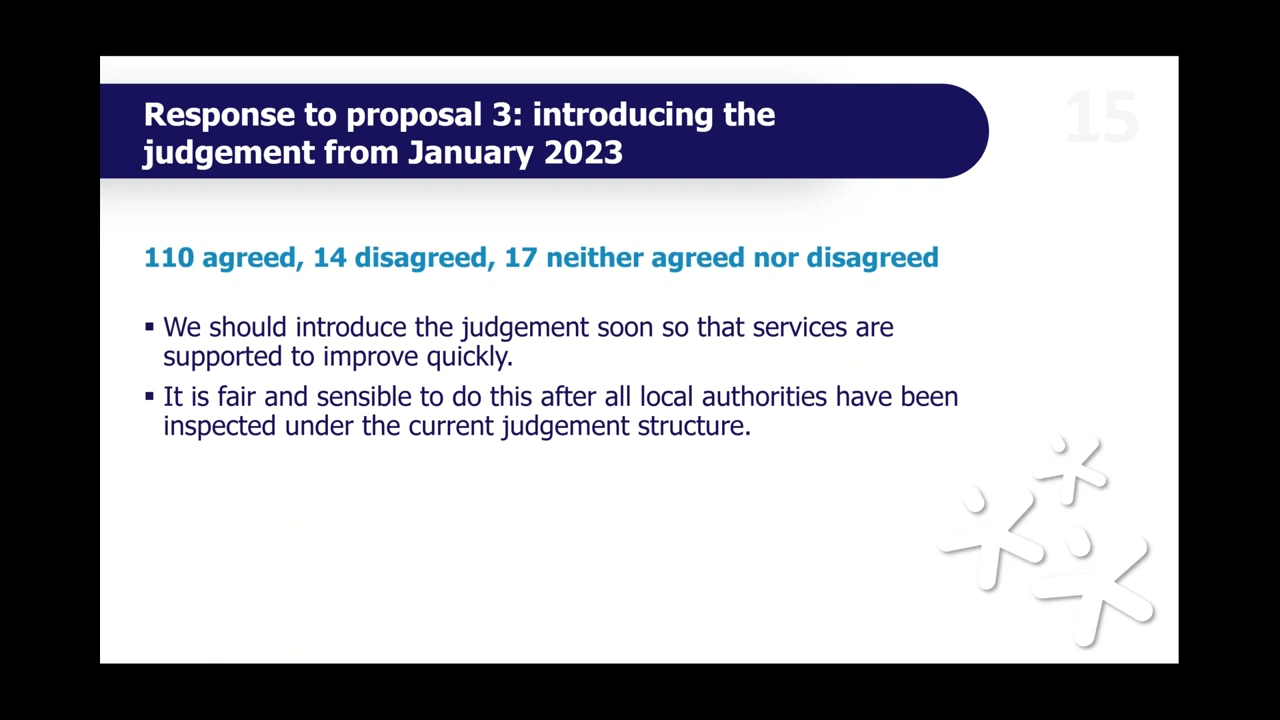 Response to proposal 3: introducing the
judgement from January 2023
15
110 agreed, 14 disagreed, 17 neither agreed nor disagreed
▪ We should introduce the judgement soon so that services are
supported to improve quickly.
▪ It is fair and sensible to do this after all local authorities have been
inspected under the current judgement structure.